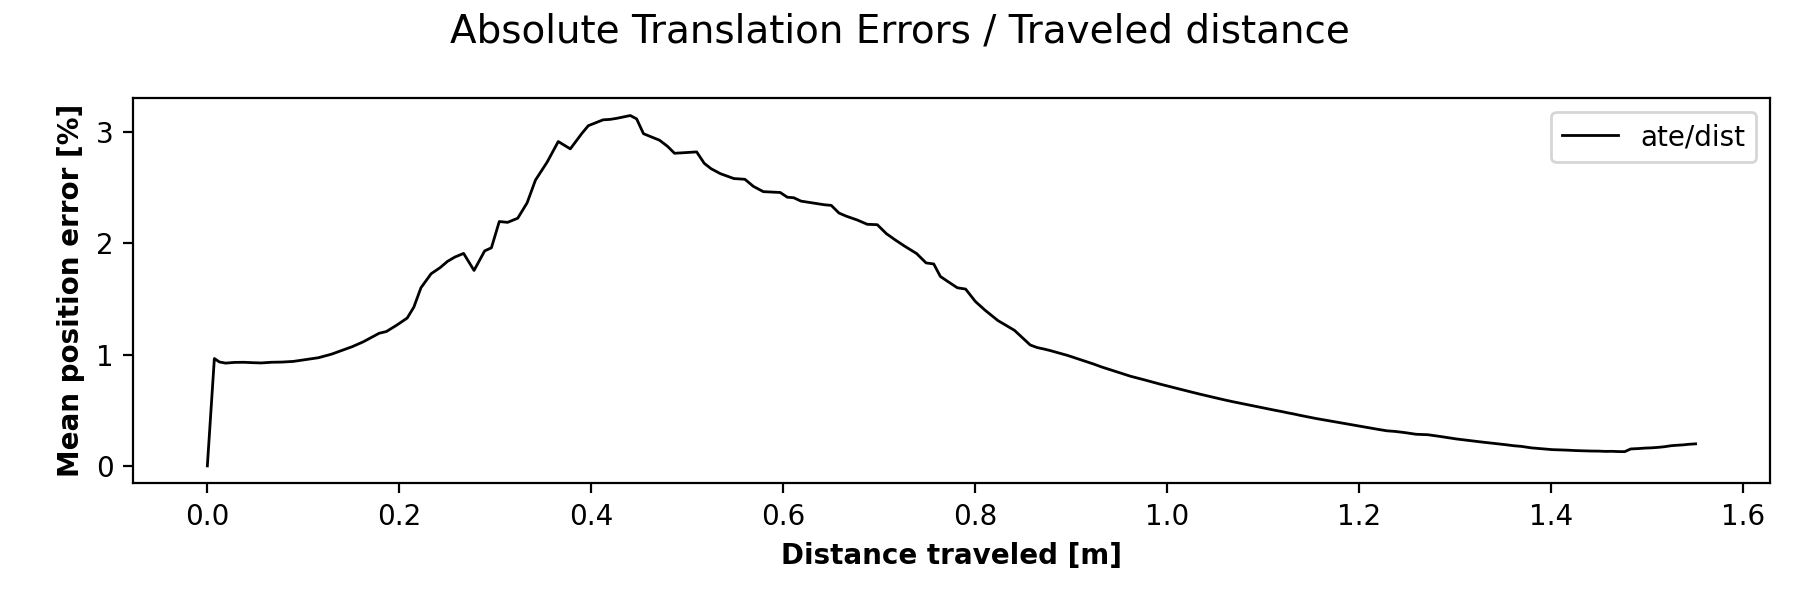 Absolute Translation Errors / Traveled distance
Mean position error [%]
3
2
1
0
ate/dist
0.0 0.2 0.4 0.6 0.8 1.0 1.2 1.4 1.6
Distance traveled [m]